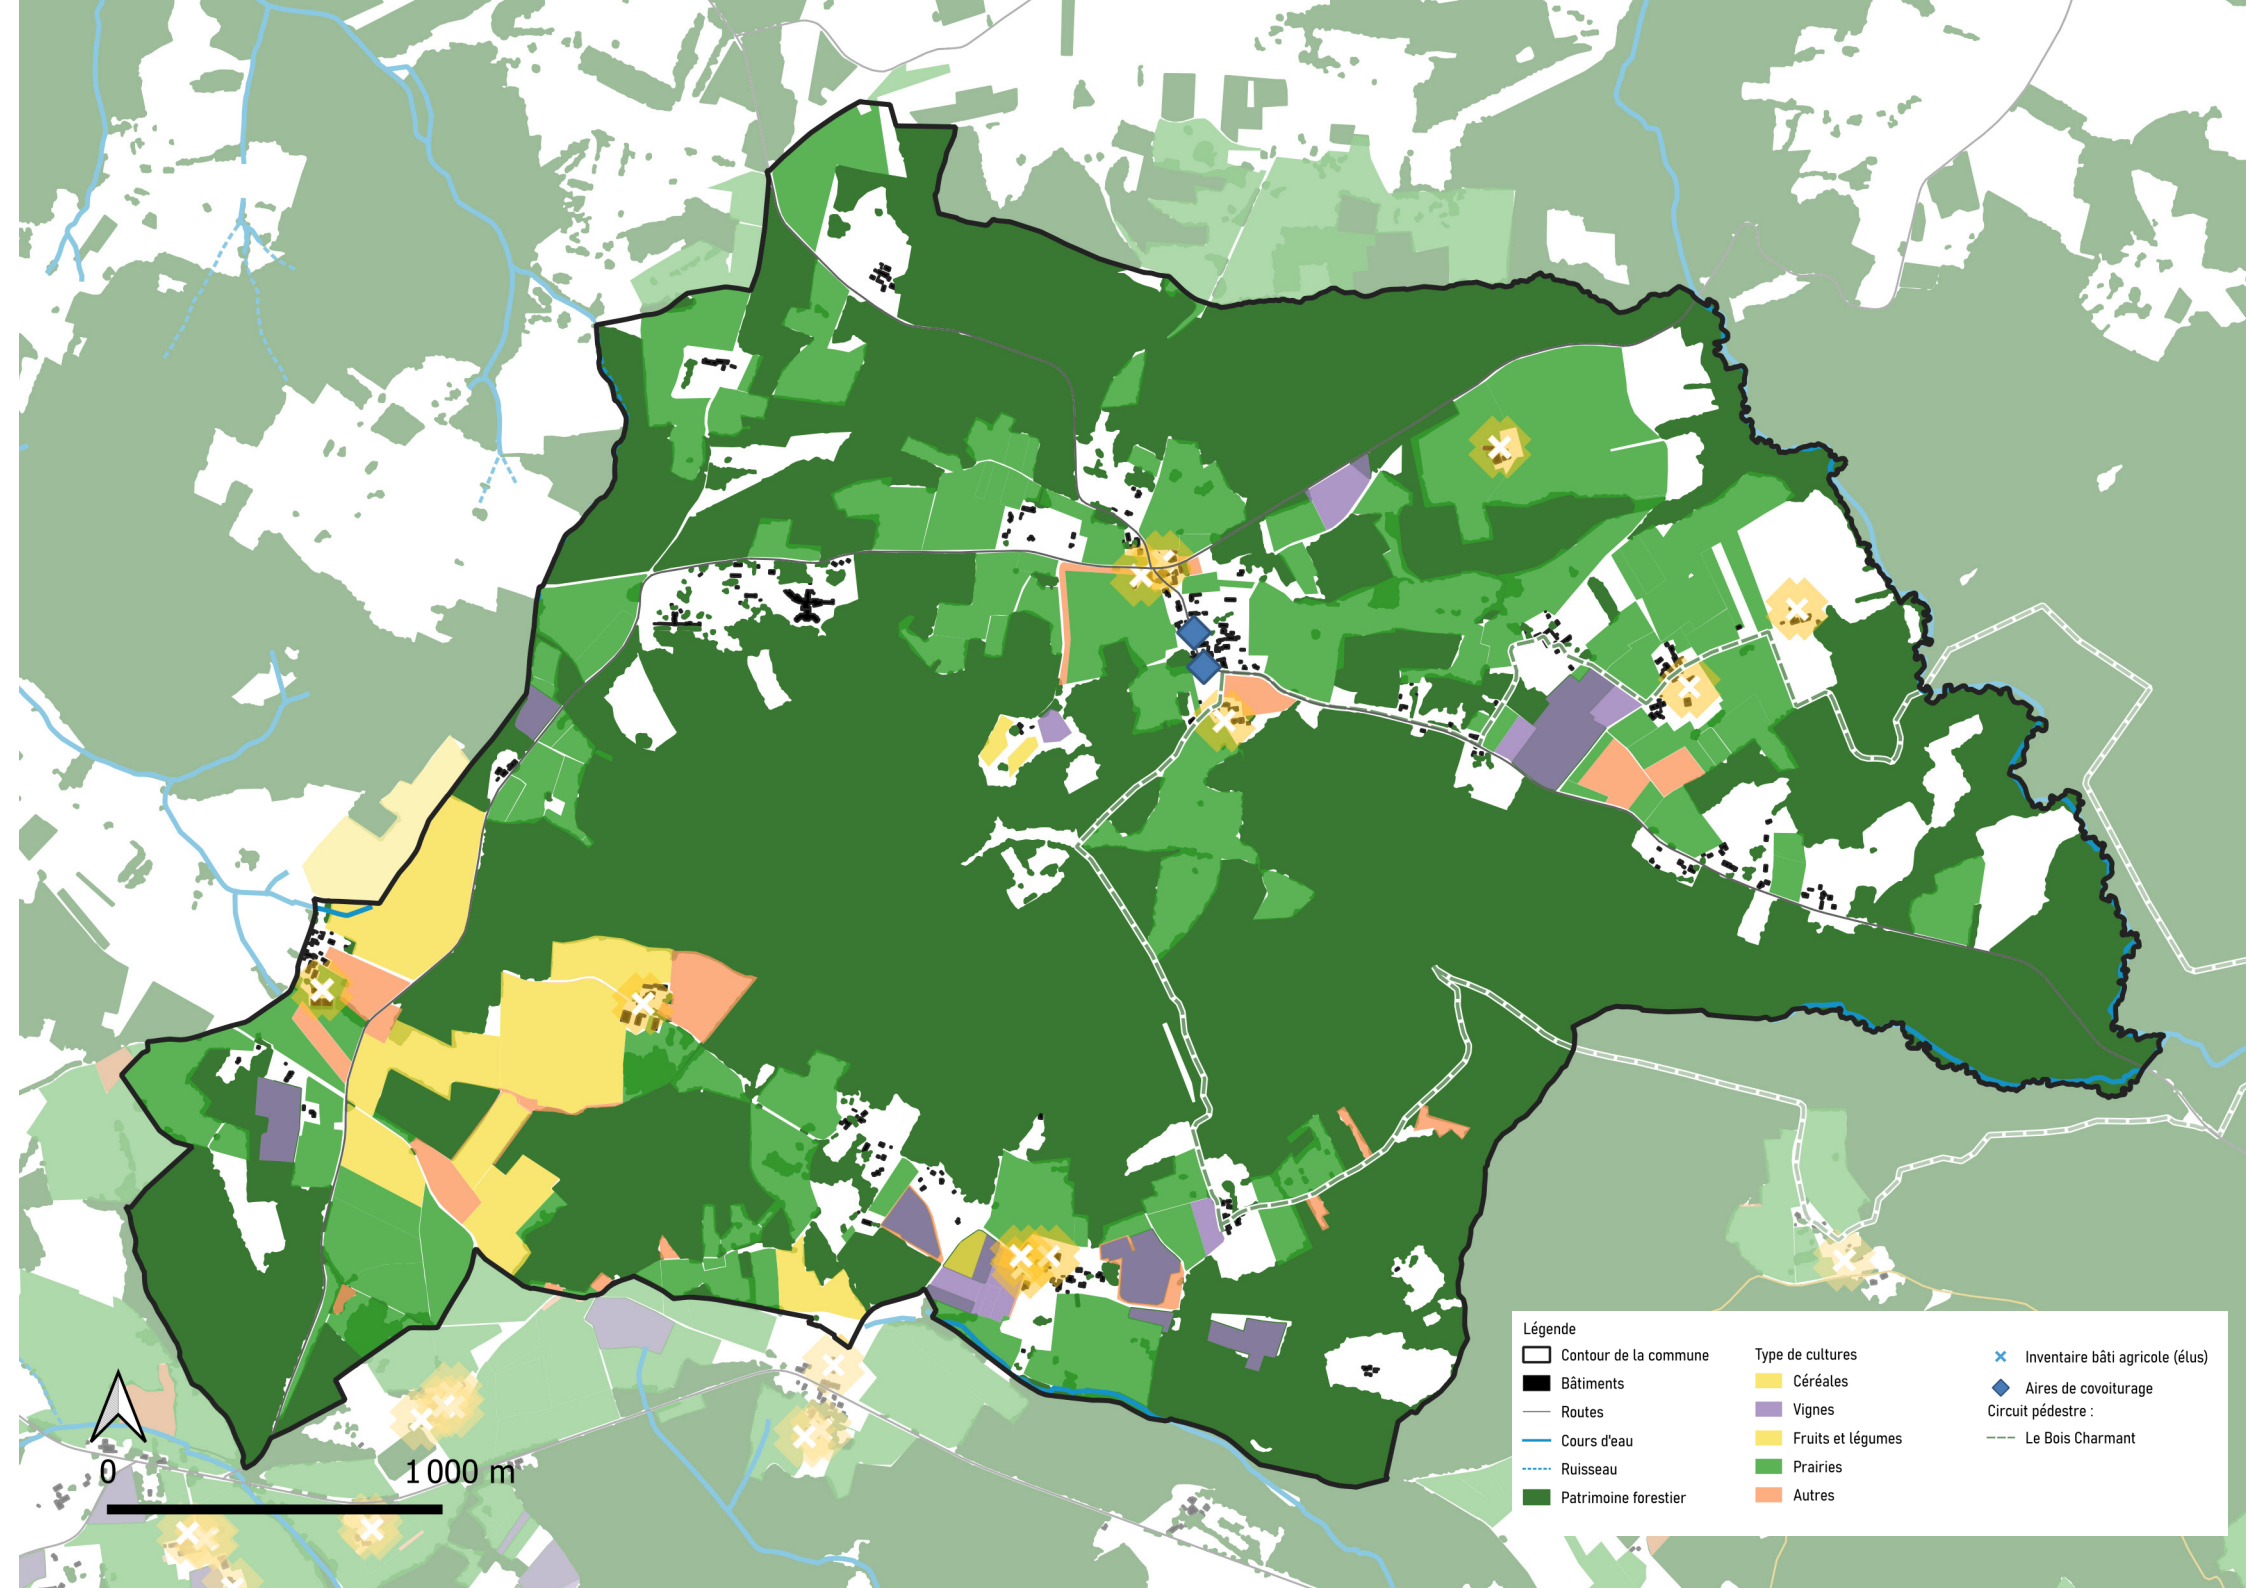 0 1 000 m
Légende
Contour de la commune
Bâtiments
Routes
Cours d'eau
Ruisseau
Patrimoine forestier
Type de cultures
Céréales
Vignes
Fruits et légumes
Prairies
Autres
Inventaire bâti agricole (élus)
Aires de covoiturage
Circuit pédestre :
Le Bois Charmant